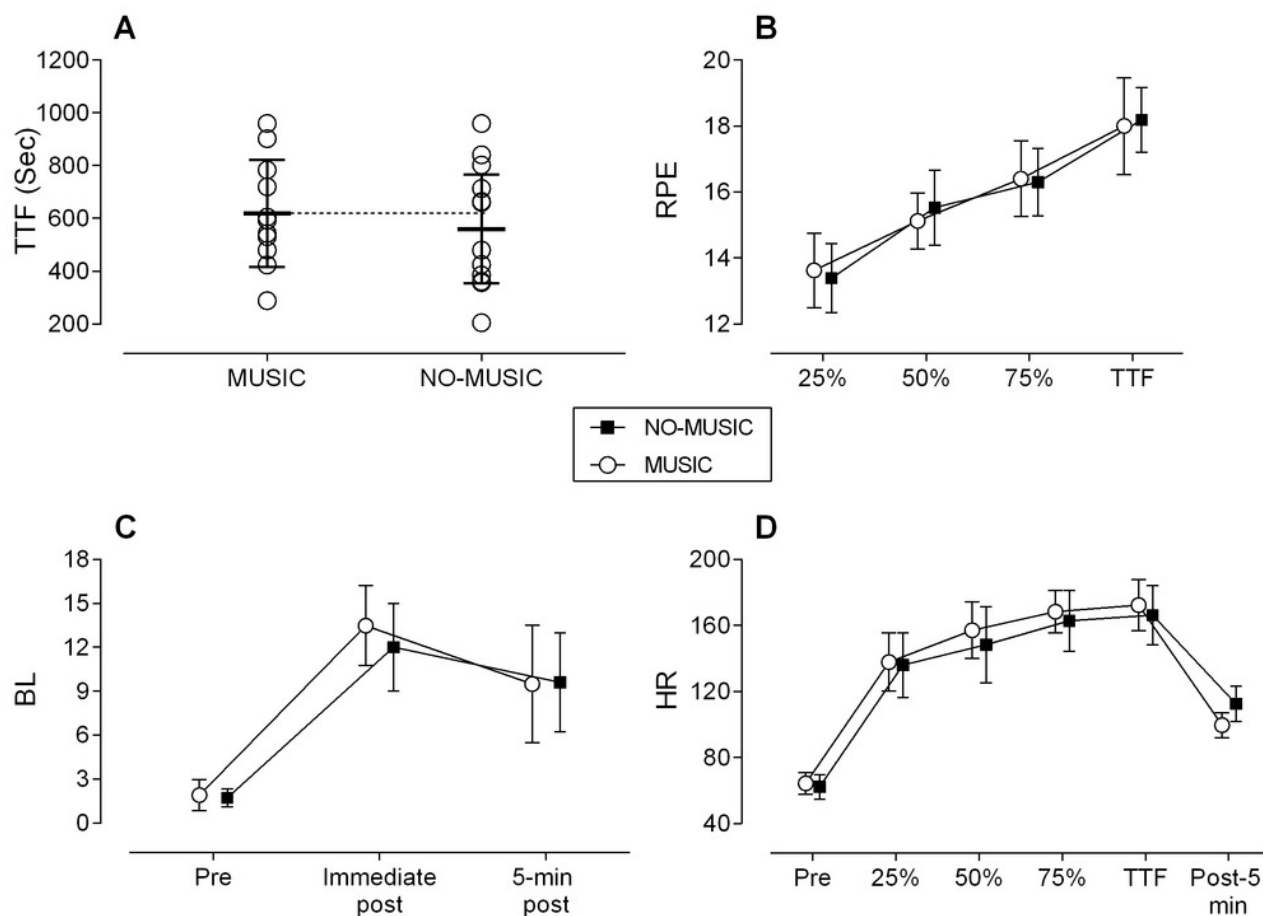 A
B
1200
1000
800
600
400
200
TTF (Sec)
MUSIC
NO-MUSIC
20
18
16
14
12
RPE
25%
50%
75%
TTF
NO-MUSIC
MUSIC
C
D
18
15
12
9
6
3
0
BL
Pre
Immediate
post
5-min
post
200
160
120
80
40
HR
Pre
25%
50%
75%
TTF
Post-5
min